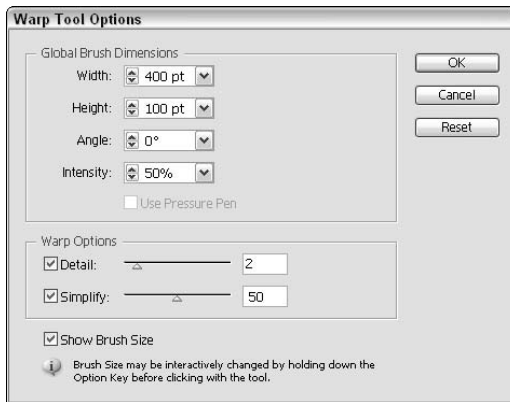 Warp Tool Options
Global Brush Dimensions
Width: 400 pt
Height: 100 pt
Angle: 0°
Intensity: 50%
Use Pressure Pen
OK
Cancel
Reset
Warp Options
Detail: 2
Simplify: 50
Show Brush Size
Brush Size may be interactively changed by holding down the
Option Key before clicking with the tool.